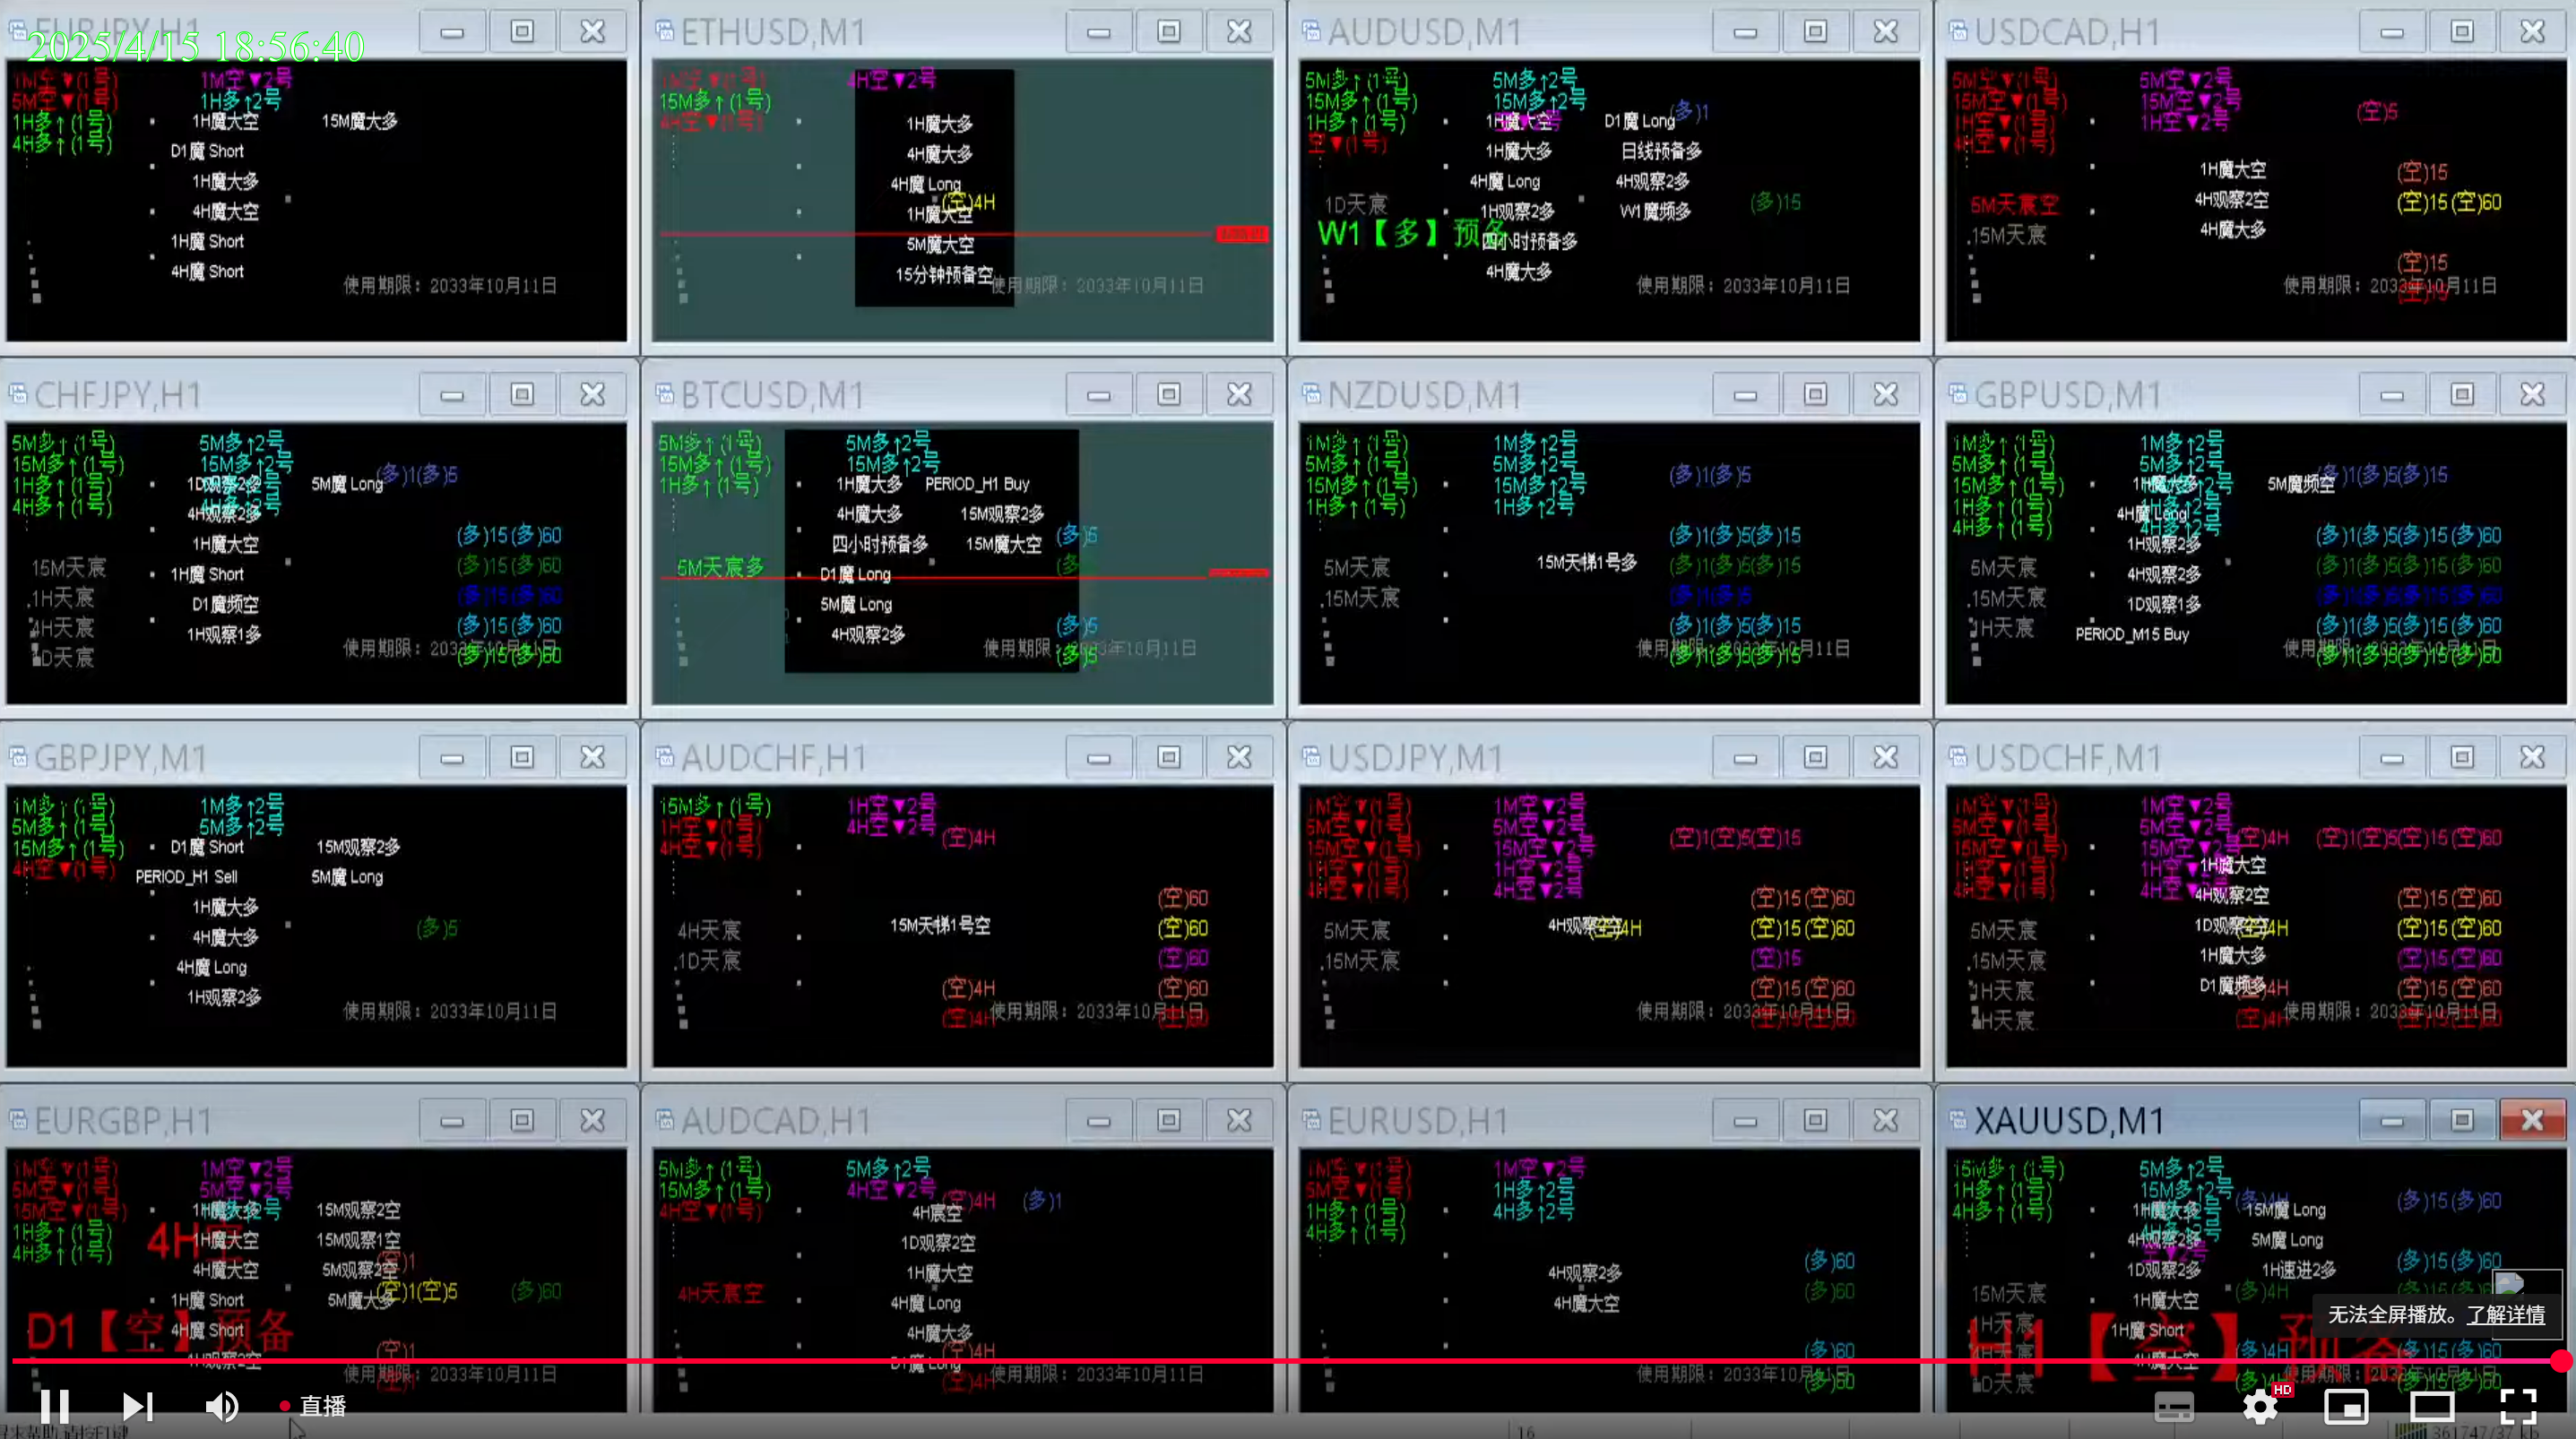 2025/4/15 18:56:40
EURJPY,H1
1M空▼(1号)
5M空▼(1号)
1H多↑(1号)
4H多↑(1号)
1M空▼2号
1H多↑2号
1H魔大空
15M魔大多
D1魔 Short
1H魔大多
4H魔大空
1H魔 Short
4H魔 Short
使用期限：2033年10月11日
ETHUSD,M1
1M空▼(1号)
15M多↑(1号)
4H空▼(1号)
4H空▼2号
1H魔大多
4H魔大多
4H魔 Long
(空)4H
1H魔大空
5M魔大空
15分钟预备空
使用期限：2033年10月11日
AUDUSD,M1
5M多↑(1号)
15M多↑(1号)
1H多↑(1号)
空▼(1号)
5M多↑2号
15M多↑2号
(多)1
1H魔大空
D1魔 Long
1H魔大多
日线预备多
4H魔 Long
4H观察2多
1D天宸
1H观察2多
W1魔频多
(多)15
W1【多】预备
四小时预备多
4H魔大多
使用期限：2033年10月11日
USDCAD,H1
5M空▼(1号)
15M空▼(1号)
1H空▼(1号)
4H空▼(1号)
5M空▼2号
15M空▼2号
1H空▼2号
(空)5
1H魔大空
(空)15
4H观察2空
(空)15(空)60
5M天宸空
4H魔大多
.15M天宸
(空)15
(空)15
使用期限：2033年10月11日
CHFJPY,H1
5M多↑(1号)
15M多↑(1号)
1H多↑(1号)
4H多↑(1号)
5M多↑2号
15M多↑2号
4H多↑2号
(多)1(多)5
1D观察2多
5M魔 Long
4H观察2多
(多)15(多)60
1H魔大空
15M天宸
(多)15(多)60
1H魔 Short
.1H天宸
(多)15(多)60
D1魔频空
4H天宸
(多)15(多)60
1H观察1多
1D天宸
(多)15(多)60
使用期限：2033年10月11日
BTCUSD,M1
5M多↑(1号)
15M多↑(1号)
1H多↑(1号)
5M多↑2号
15M多↑2号
1H魔大多
PERIOD_H1 Buy
4H魔大多
15M观察2多
四小时预备多
15M魔大空
(多)5
5M天宸多
D1魔 Long
5M魔 Long
4H观察2多
(多)5
(多)5
使用期限：2033年10月11日
NZDUSD,M1
1M多↑(1号)
5M多↑(1号)
15M多↑(1号)
1H多↑(1号)
1M多↑2号
5M多↑2号
15M多↑2号
1H多↑2号
(多)1(多)5
(多)1(多)5(多)15
15M天梯1号多
5M天宸
(多)1(多)5(多)15
.15M天宸
(多)1(多)5
(多)1(多)5(多)15
(多)1(多)5(多)15
使用期限：2033年10月11日
GBPUSD,M1
1M多↑(1号)
5M多↑(1号)
15M多↑(1号)
1H多↑(1号)
4H多↑(1号)
1M多↑2号
5M多↑2号
4H多↑2号
(多)1(多)5(多)15
1H魔大多
5M魔频空
4H魔 Long
(多)1(多)5(多)15(多)60
1H观察2多
5M天宸
4H观察2多
(多)1(多)5(多)15(多)60
.15M天宸
1D观察1多
(多)1(多)5(多)15(多)60
1H天宸
PERIOD_M15 Buy
(多)1(多)5(多)15(多)60
(多)1(多)5(多)15(多)60
GBPJPY,M1
1M多↑(1号)
5M多↑(1号)
15M多↑(1号)
4H空▼(1号)
1M多↑2号
5M多↑2号
D1魔 Short
15M观察2多
PERIOD_H1 Sell
5M魔 Long
1H魔大多
4H魔大多
(多)5
4H魔 Long
1H观察2多
使用期限：2033年10月11日
AUDCHF,H1
15M多↑(1号)
1H空▼(1号)
4H空▼(1号)
1H空▼2号
4H空▼2号
(空)4H
(空)60
15M天梯1号空
4H天宸
(空)60
.1D天宸
(空)60
(空)4H
(空)60
(空)4H
(空)60
使用期限：2033年10月11日
USDJPY,M1
1M空▼(1号)
5M空▼(1号)
15M空▼(1号)
1H空▼(1号)
4H空▼(1号)
1M空▼2号
5M空▼2号
15M空▼2号
1H空▼2号
4H空▼2号
(空)1(空)5(空)15
(空)15(空)60
5M天宸
(空)15(空)60
.15M天宸
(空)15
(空)15(空)60
(空)15(空)60
使用期限：2033年10月11日
USDCHF,M1
1M空▼(1号)
5M空▼(1号)
15M空▼(1号)
1H空▼(1号)
4H空▼(1号)
1M空▼2号
5M空▼2号
15M空▼2号
(空)4H
(空)1(空)5(空)15(空)60
1H魔大空
4H观察2空
(空)15(空)60
5M天宸
(空)15(空)60
1H魔大多
.15M天宸
(空)15(空)60
D1魔频多
1H天宸
(空)4H
(空)15(空)60
4H天宸
(空)4H
(空)15(空)60
使用期限：2033年10月11日
EURGBP,H1
1M空▼(1号)
5M空▼(1号)
15M空▼(1号)
1H多↑(1号)
4H多↑(1号)
1M空▼2号
5M空▼2号
1H魔大多
15M观察2空
4H空
1H魔大空
15M观察1空
4H魔大空
5M观察2空
(空)1
1H魔 Short
5M魔大多
(空)1(空)5
(多)60
4H魔 Short
D1【空】预备
4H观察2空
(空)1
使用期限：2033年10月11日
AUDCAD,H1
5M多↑(1号)
15M多↑(1号)
4H空▼(1号)
5M多↑2号
4H空▼2号
(空)4H
(多)1
4H宸空
1D观察2空
1H魔大空
4H天宸空
4H魔 Long
4H魔大多
(空)4H
D1魔 Long
(空)4H
使用期限：2033年10月11日
EURUSD,H1
1M空▼(1号)
5M空▼(1号)
1H多↑(1号)
4H多↑(1号)
1M空▼2号
1H多↑2号
4H多↑2号
(多)60
4H观察2多
(多)60
4H魔大空
(多)60
(多)60
使用期限：2033年10月11日
XAUUSD,M1
15M多↑(1号)
1H多↑(1号)
4H多↑(1号)
5M多↑2号
15M多↑2号
(多)4H
(多)15(多)60
1H魔大多
15M魔 Long
4H观察2多
5M魔 Long
(多)15(多)60
1D观察2多
1H速进2多
15M天宸
(多)4H
1H魔大空
1H天宸
1H魔 Short
H1【空】预备
4H天宸
4H魔大空
(多)4H
(多)15(多)60
1D天宸
(多)4H
(多)15(多)60
无法全屏播放。了解详情
直播
HD
16
361747/37 kb